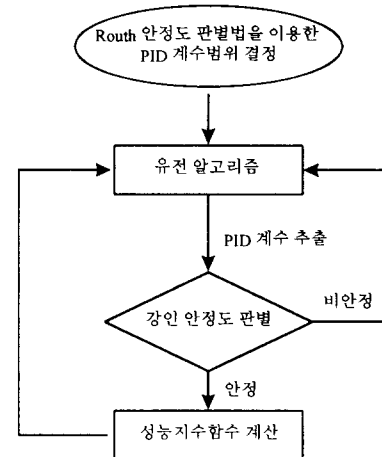 Routh 안정도 판별법을 이용한
PID 계수범위 결정
유전 알고리즘
PID 계수 추출
강인 안정도 판별
비안정
안정
성능지수함수 계산